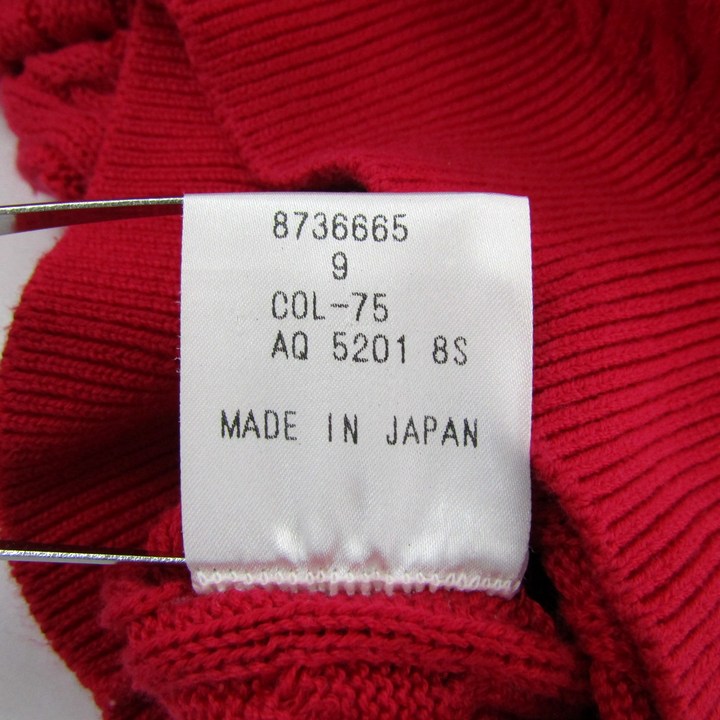 8736665
9
COL-75
AQ 5201 8S
MADE IN JAPAN